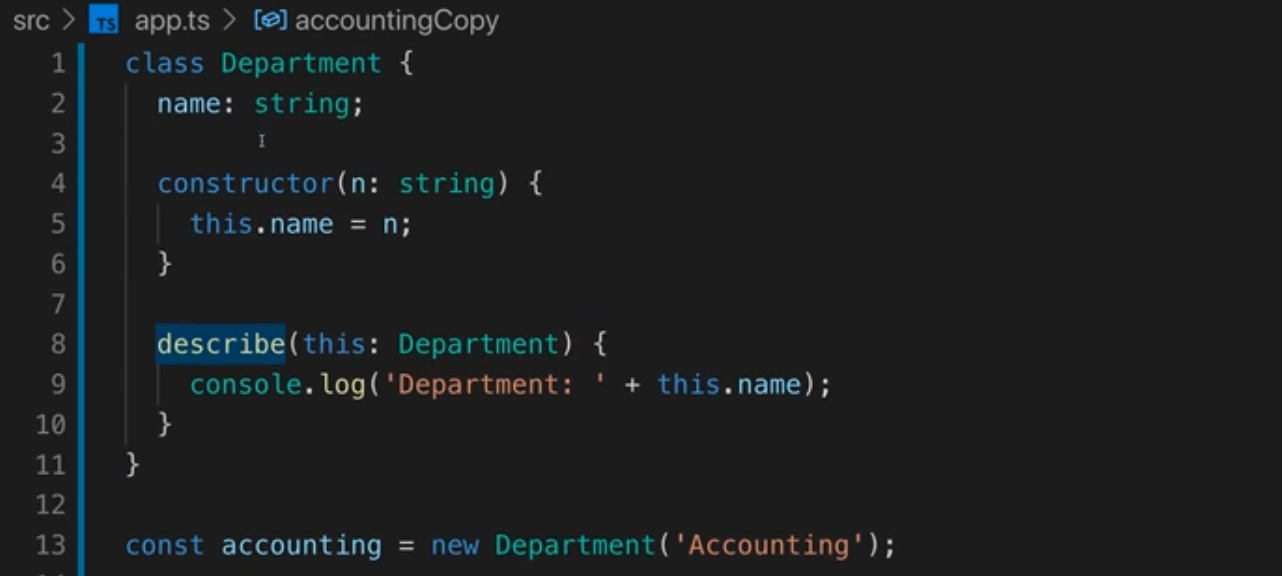 src > TS app.ts > accountingCopy
1 class Department {
2   name: string;
3
4   constructor(n: string) {
5     this.name = n;
6   }
7
8   describe(this: Department) {
9     console.log('Department: ' + this.name);
10   }
11 }
12
13 const accounting = new Department('Accounting');